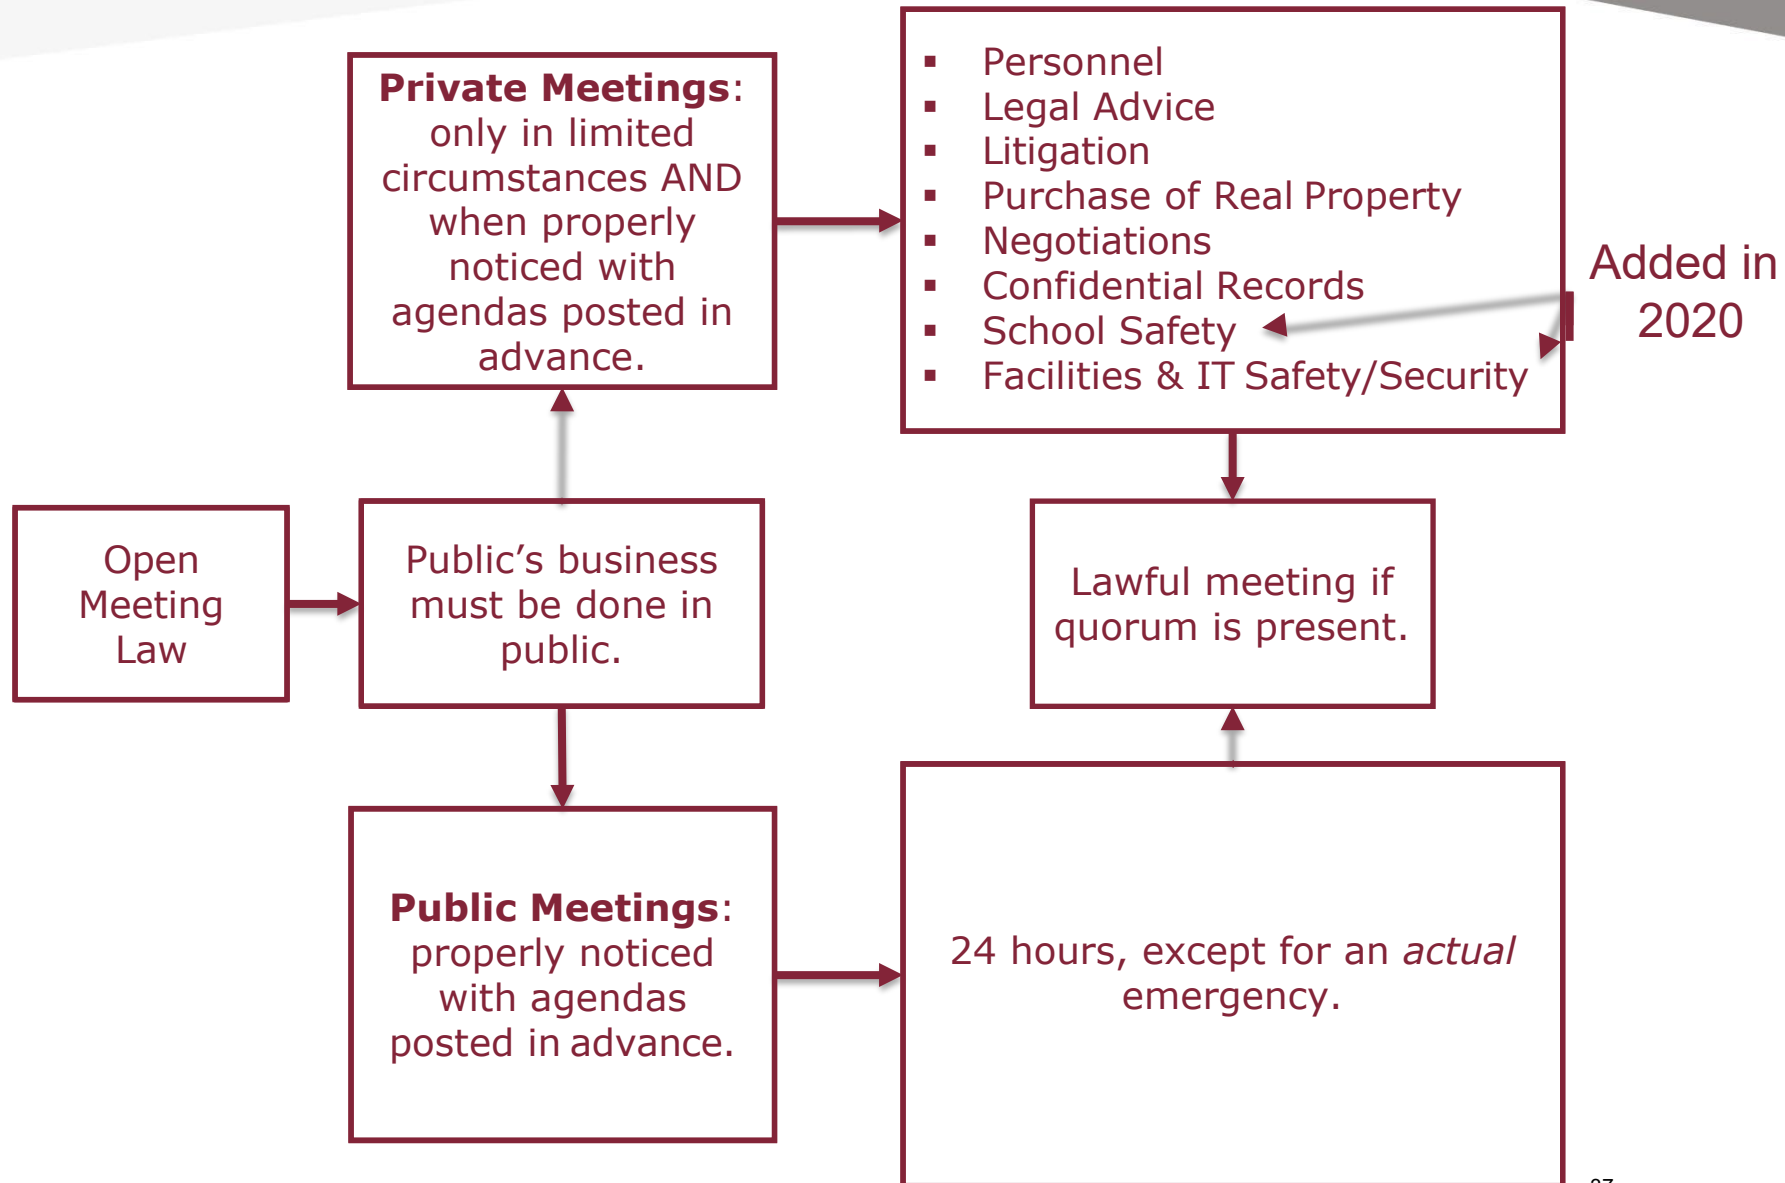 Private Meetings:
only in limited
circumstances AND
when properly
noticed with
agendas posted in
advance.
▪ Personnel
▪ Legal Advice
▪ Litigation
▪ Purchase of Real Property
▪ Negotiations
▪ Confidential Records
▪ School Safety
▪ Facilities & IT Safety/Security
Added in
2020
Open
Meeting
Law
Public’s business
must be done in
public.
Lawful meeting if
quorum is present.
Public Meetings:
properly noticed
with agendas
posted in advance.
24 hours, except for an actual
emergency.